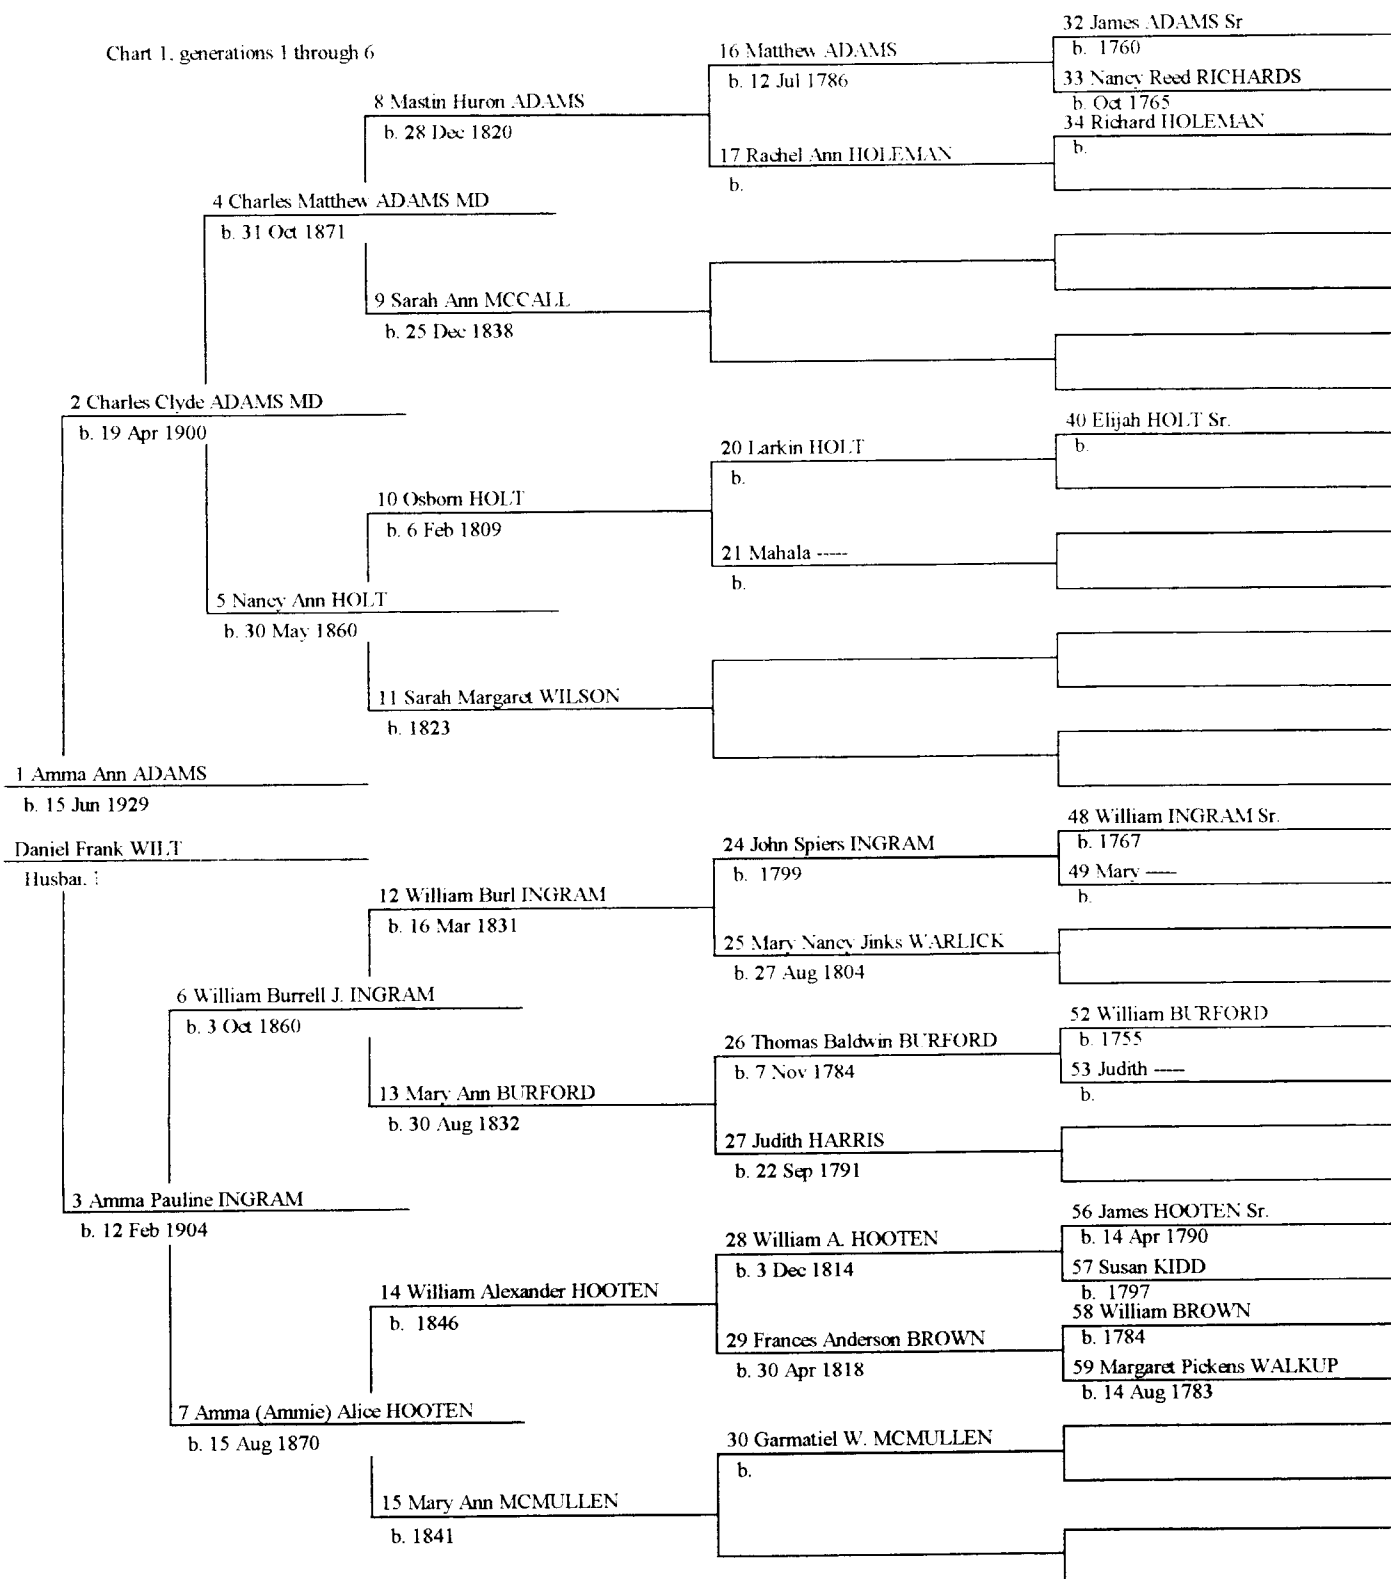 Chart 1. generations 1 through 6
1 Amma Ann ADAMS
b. 15 Jun 1929
Daniel Frank WILT
2 Charles Clyde ADAMS MD
b. 19 Apr 1900
3 Amma Pauline INGRAM
b. 12 Feb 1904
4 Charles Matthew ADAMS MD
b. 31 Oct 1871
5 Nancy Ann HOLT
b. 30 May 1860
6 William Burrell J. INGRAM
b. 3 Oct 1860
7 Amma (Ammie) Alice HOOTEN
b. 15 Aug 1870
8 Mastin Huron ADAMS
b. 28 Dec 1820
9 Sarah Ann MCCALL
b. 25 Dec 1838
10 Osborn HOLT
b. 6 Feb 1809
11 Sarah Margaret WILSON
b. 1823
12 William Burl INGRAM
b. 16 Mar 1831
13 Mary Ann BURFORD
b. 30 Aug 1832
14 William Alexander HOOTEN
b. 1846
15 Mary Ann MCMULLEN
b. 1841
16 Matthew ADAMS
b. 12 Jul 1786
17 Rachel Ann HOLEMAN
b.
20 Larkin HOLT
b.
21 Mahala -----
b.
24 John Spiers INGRAM
b. 1799
25 Mary Nancy Jinks WARLICK
b. 27 Aug 1804
26 Thomas Baldwin BURFORD
b. 7 Nov 1784
27 Judith HARRIS
b. 22 Sep 1791
28 William A. HOOTEN
b. 3 Dec 1814
29 Frances Anderson BROWN
b. 30 Apr 1818
30 Garmatiel W. MCMULLEN
b.
32 James ADAMS Sr
b. 1760
33 Nancy Reed RICHARDS
b. Oct 1765
34 Richard HOLEMAN
b.
40 Elijah HOLT Sr.
b.
48 William INGRAM Sr.
b. 1767
49 Mary -----
b.
52 William BURFORD
b. 1755
53 Judith -----
b.
56 James HOOTEN Sr.
b. 14 Apr 1790
57 Susan KIDD
b. 1797
58 William BROWN
b. 1784
59 Margaret Pickens WALKUP
b. 14 Aug 1783